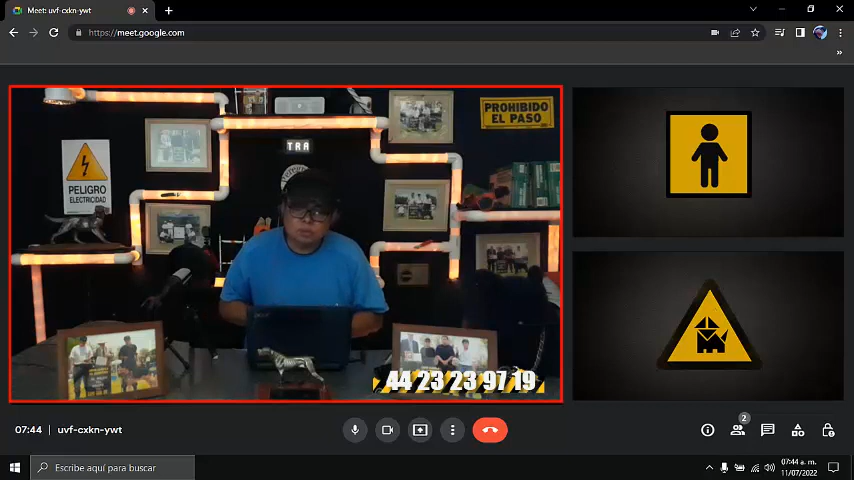 Meet: uvf-cxkn-ywt
https://meet.google.com
PELIGRO
ELECTRICIDAD
TRA
PROHIBIDO
EL PASO
44 23 23 97 19
07:44
uvf-cxkn-ywt
2
Escribe aquí para buscar
07:44 a. m.
11/07/2022